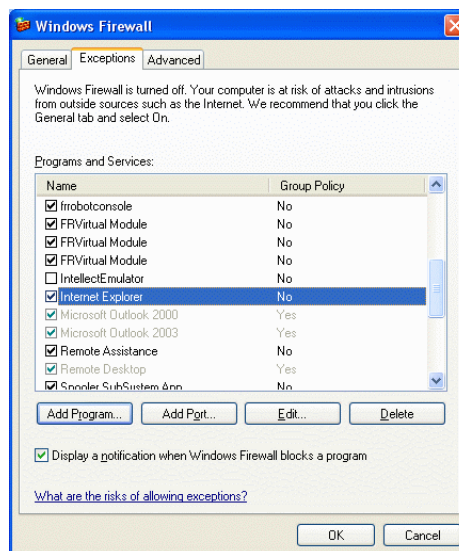 Windows Firewall
General Exceptions Advanced
Windows Firewall is turned off. Your computer is at risk of attacks and intrusions
from outside sources such as the Internet. We recommend that you click the
General tab and select On.
Programs and Services:
Name Group Policy
frrobotconsole No
FRVirtual Module No
FRVirtual Module No
FRVirtual Module No
IntellectEmulator No
Internet Explorer No
Microsoft Outlook 2000 Yes
Microsoft Outlook 2003 Yes
Remote Assistance No
Remote Desktop Yes
Spooler SubSystem App No
Add Program... Add Port... Edit... Delete
Display a notification when Windows Firewall blocks a program
What are the risks of allowing exceptions?
OK Cancel